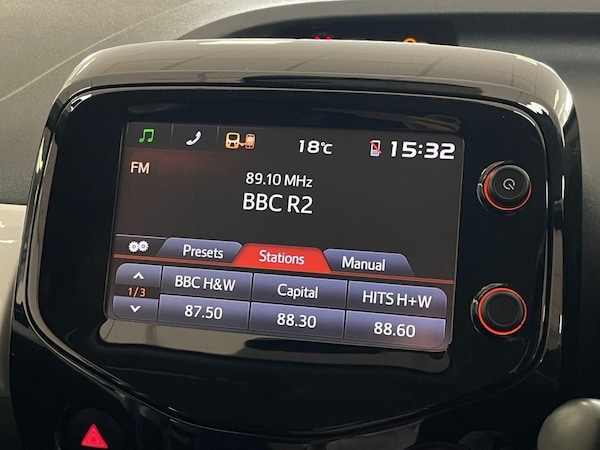 18°C 15:32
FM
89.10 MHz
BBC R2
Presets Stations Manual
1/3
BBC H&W Capital HITS H+W
87.50 88.30 88.60